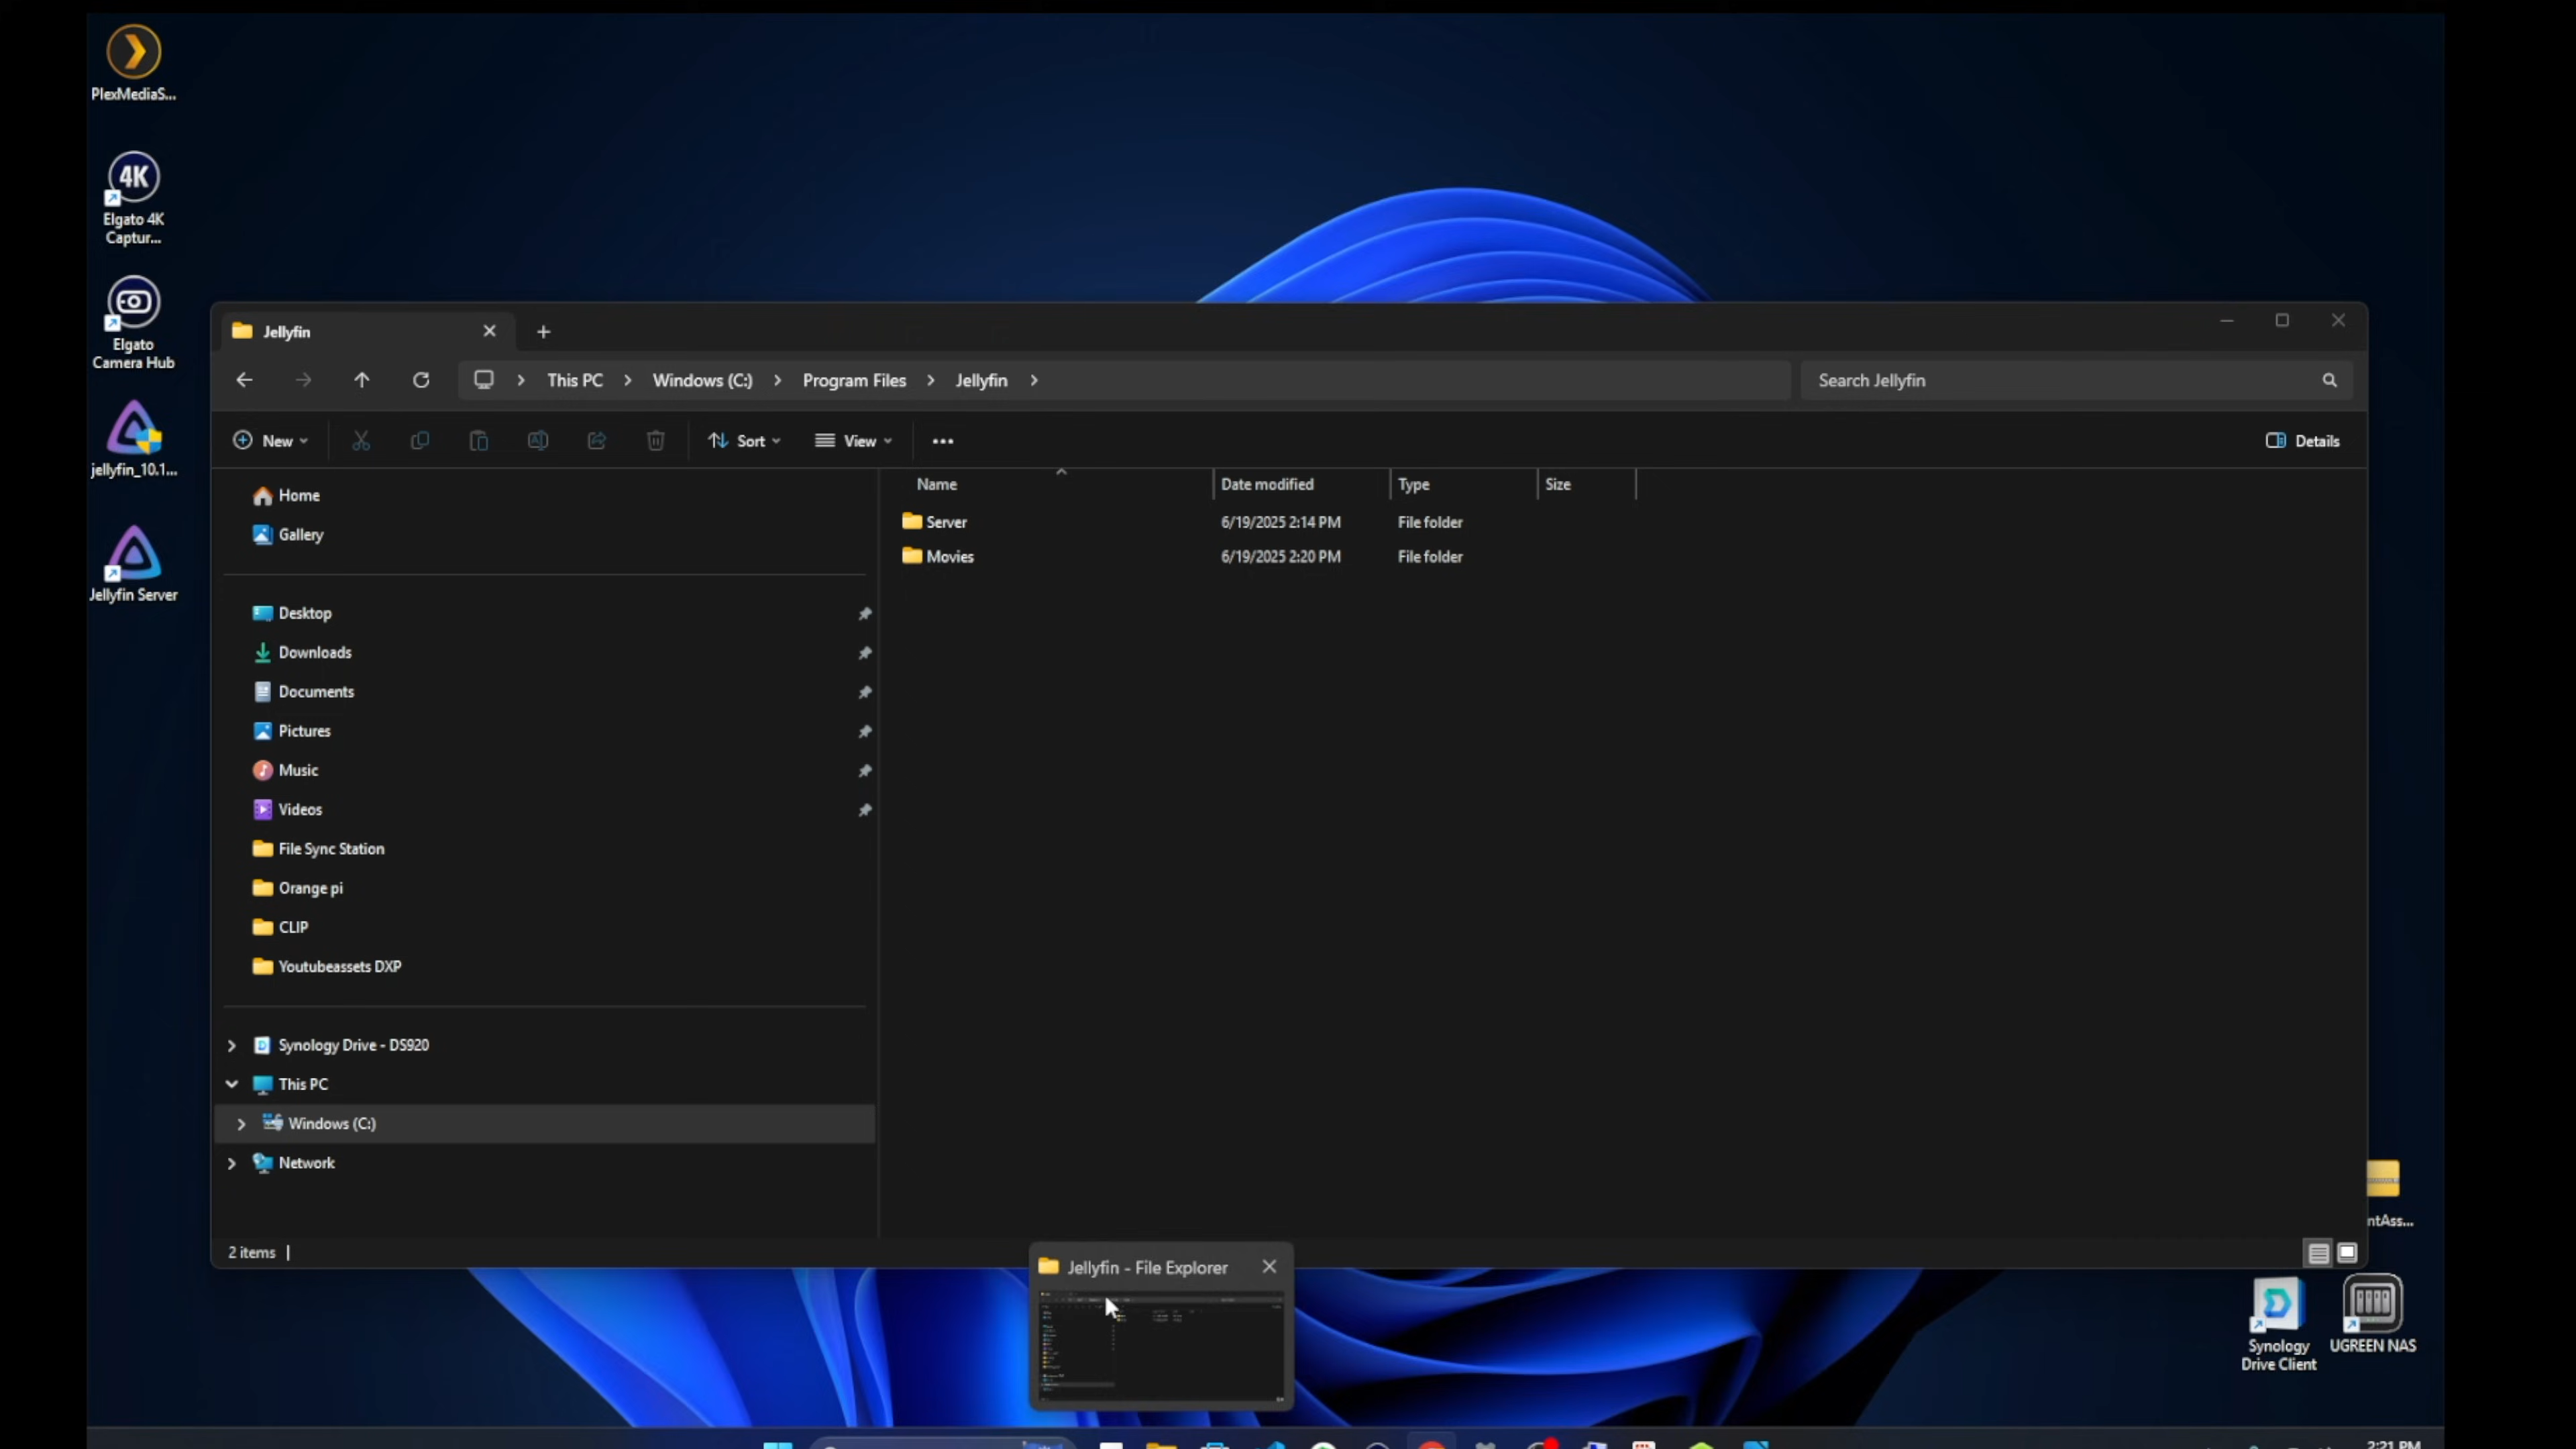 PlexMediaS...
4K
Elgato 4K
Captur...
Elgato
Camera Hub
jellyfin_10.1...
Jellyfin Server
Jellyfin
This PC
Windows (C:)
Program Files
Jellyfin
Search Jellyfin
New
Sort
View
Details
Home
Gallery
Desktop
Downloads
Documents
Pictures
Music
Videos
File Sync Station
Orange pi
CLIP
Youtubeassets DXP
Synology Drive - DS920
This PC
Windows (C:)
Network
Name Date modified Type Size
Server 6/19/2025 2:14 PM File folder
Movies 6/19/2025 2:20 PM File folder
2 items
Jellyfin - File Explorer
ntAss...
Synology
Drive Client
UGREEN NAS
2:21 PM